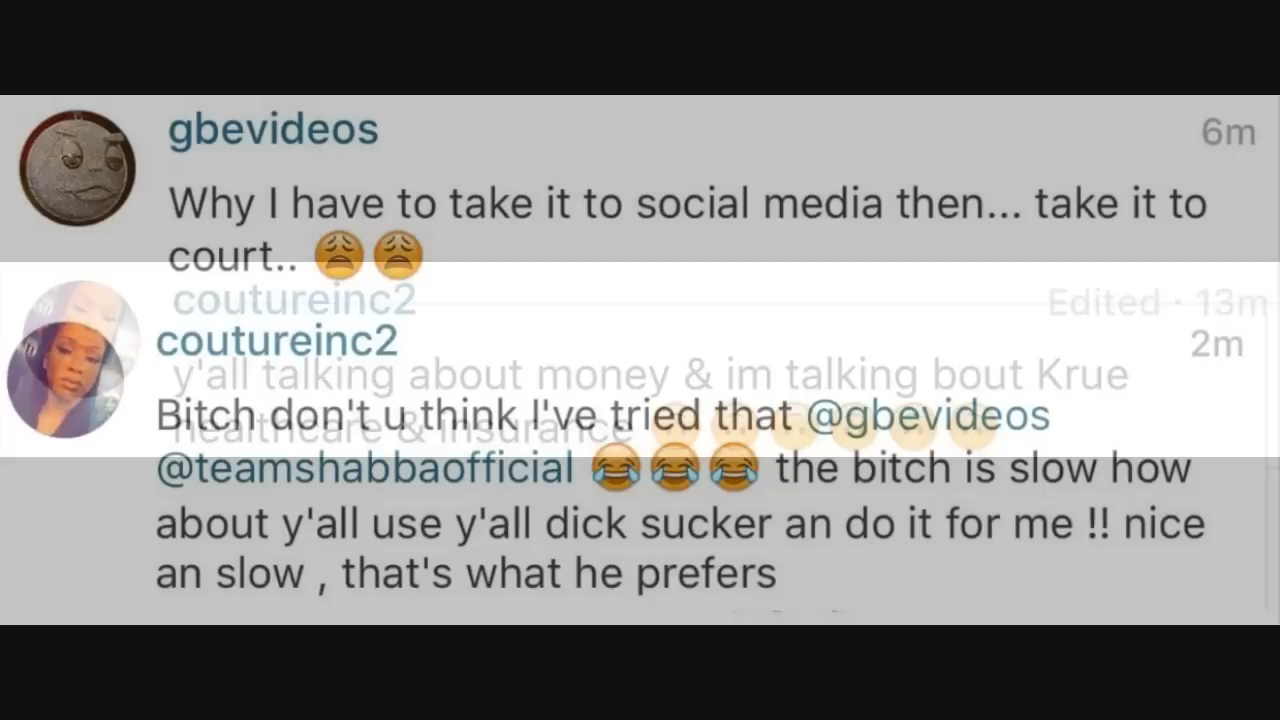 gbevideos
6m
Why I have to take it to social media then... take it to
court.. 😩😩
coutureinc2
Edited · 13m
coutureinc2
2m
y'all talking about money & im talking bout Krue
Bitch don't u think I've tried that @gbevideos
healthcare & insurance
@teamshabbaofficial 😂😂😂 the bitch is slow how
about y'all use y'all dick sucker an do it for me !! nice
an slow , that's what he prefers